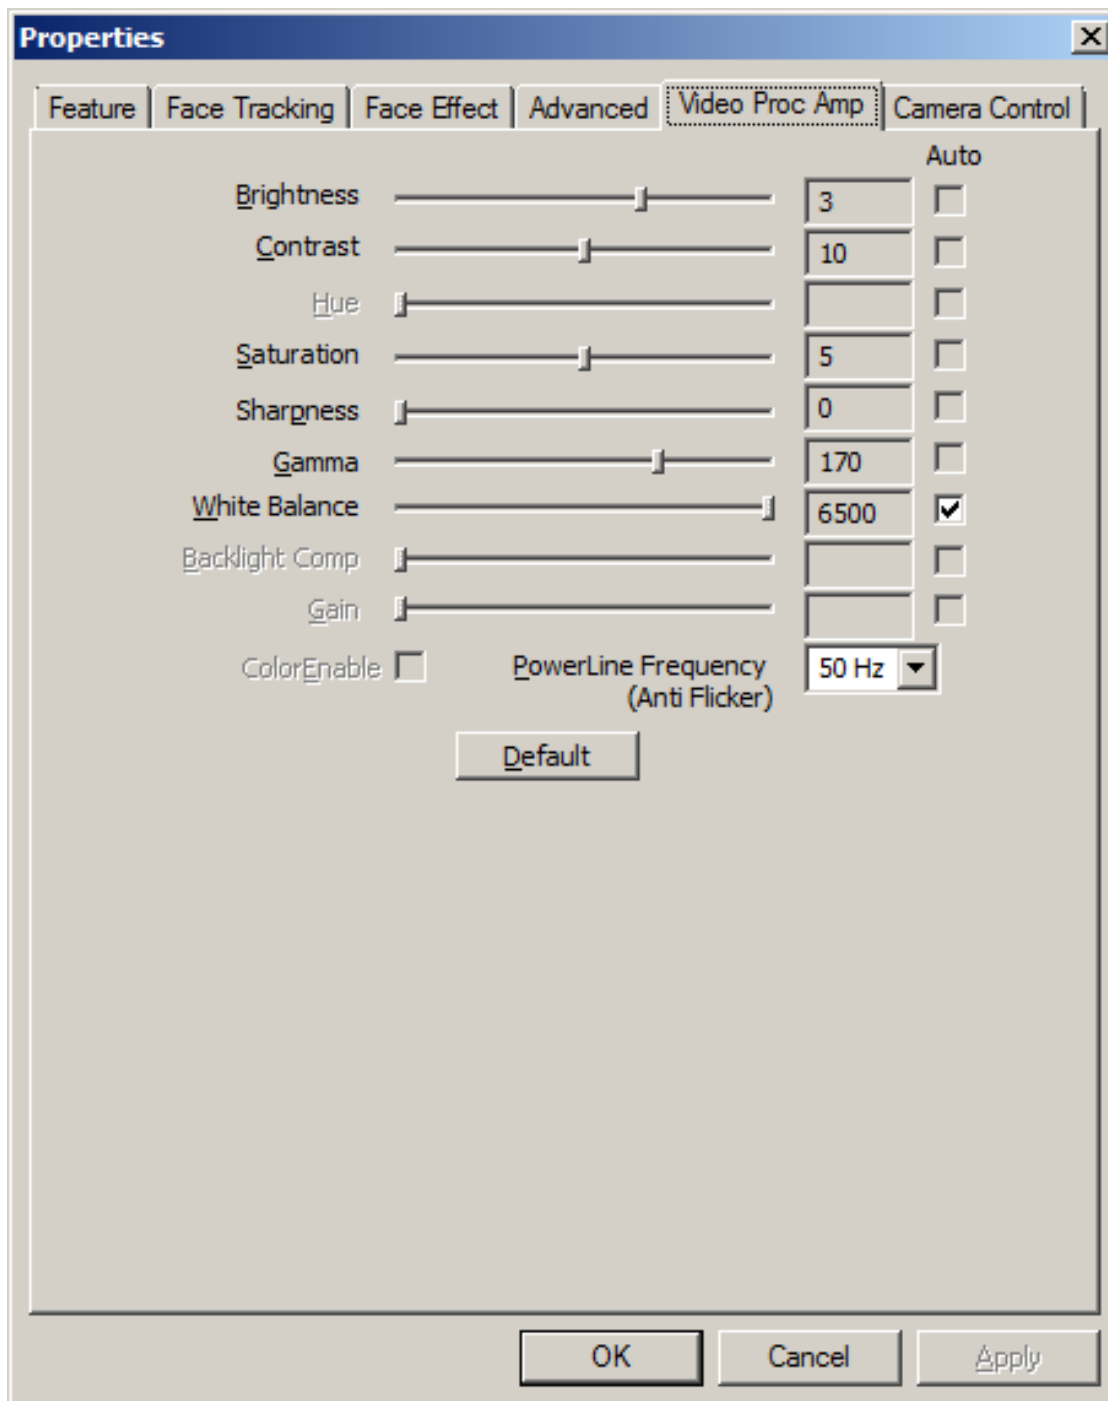 Properties
Feature Face Tracking Face Effect Advanced Video Proc Amp Camera Control
Auto
Brightness 3
Contrast 10
Hue
Saturation 5
Sharpness 0
Gamma 170
White Balance 6500
Backlight Comp
Gain
ColorEnable PowerLine Frequency 50 Hz
(Anti Flicker)
Default
OK Cancel Apply